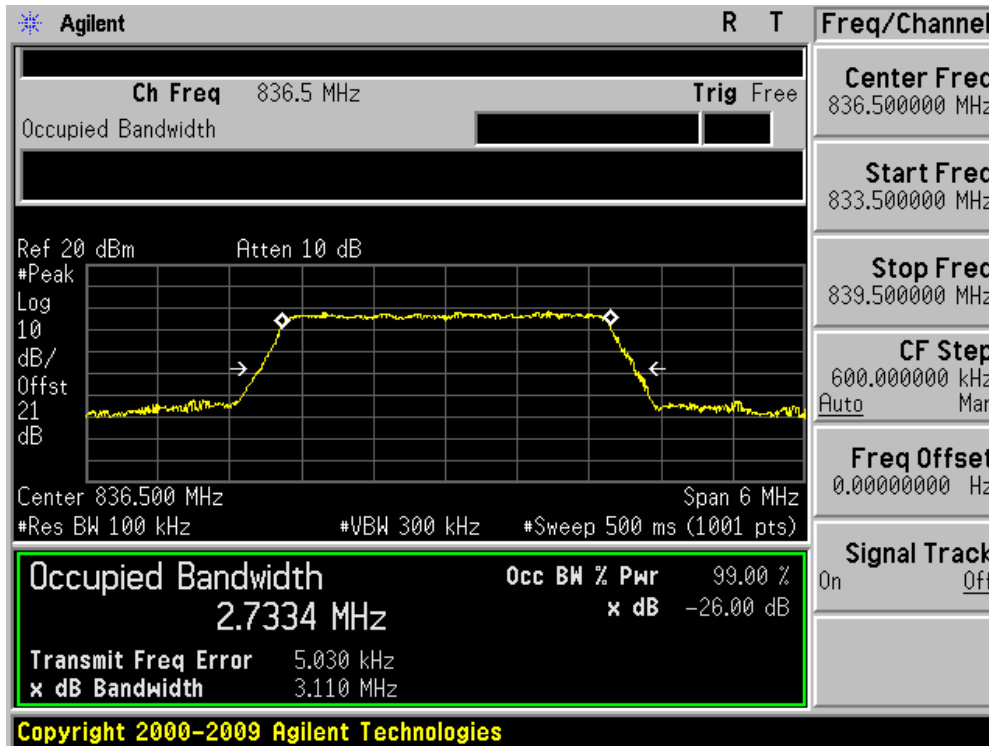 Agilent R T
Ch Freq 836.5 MHz Trig Free
Occupied Bandwidth
Ref 20 dBm Atten 10 dB
#Peak
Log
10
dB/
Offst
21
dB
Center 836.500 MHz Span 6 MHz
#Res BW 100 kHz #VBW 300 kHz #Sweep 500 ms (1001 pts)
Occupied Bandwidth
2.7334 MHz
Occ BW % Pwr 99.00 %
x dB -26.00 dB
Transmit Freq Error 5.030 kHz
x dB Bandwidth 3.110 MHz
Copyright 2000-2009 Agilent Technologies
Freq/Channel
Center Freq
836.500000 MHz
Start Freq
833.500000 MHz
Stop Freq
839.500000 MHz
CF Step
600.000000 kHz
Auto Man
Freq Offset
0.00000000 Hz
Signal Track
On Off